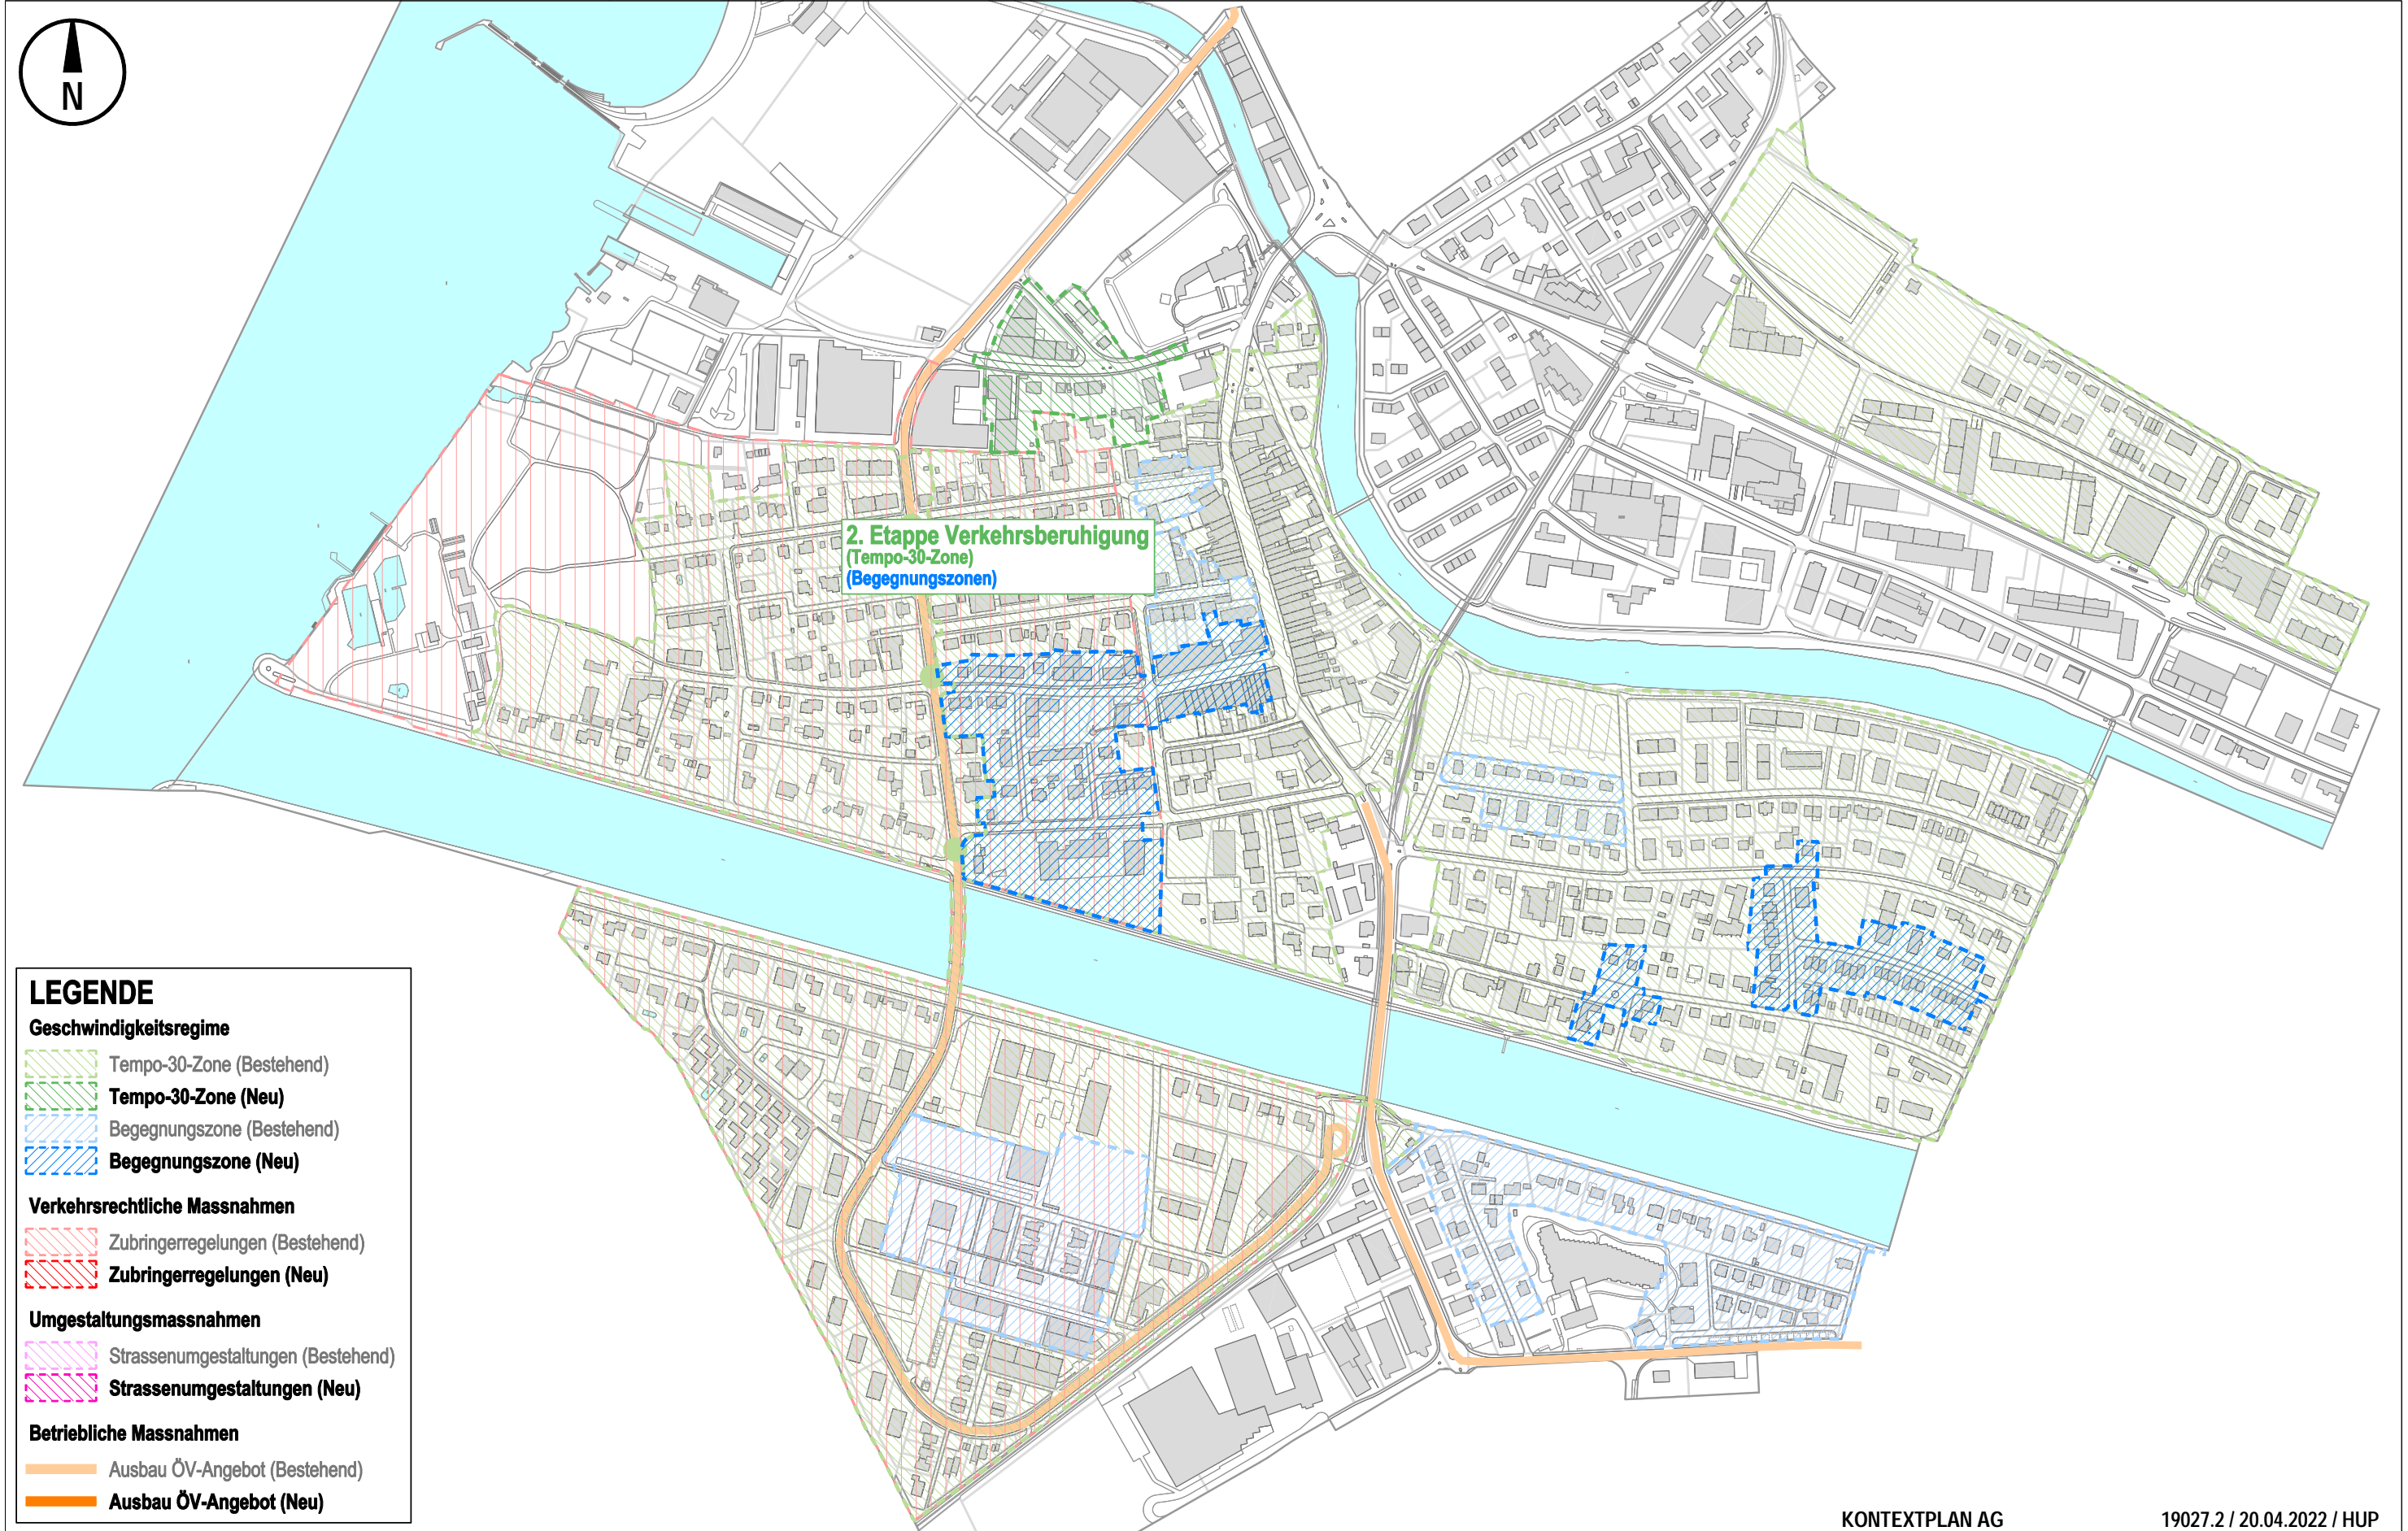 N
2. Etappe Verkehrsberuhigung
(Tempo-30-Zone)
(Begegnungszonen)
LEGENDE
Geschwindigkeitsregime
Tempo-30-Zone (Bestehend)
Tempo-30-Zone (Neu)
Begegnungszone (Bestehend)
Begegnungszone (Neu)
Verkehrsrechtliche Massnahmen
Zubringerregelungen (Bestehend)
Zubringerregelungen (Neu)
Umgestaltungsmassnahmen
Strassenumgestaltungen (Bestehend)
Strassenumgestaltungen (Neu)
Betriebliche Massnahmen
Ausbau ÖV-Angebot (Bestehend)
Ausbau ÖV-Angebot (Neu)
KONTEXTPLAN AG
19027.2 / 20.04.2022 / HUP